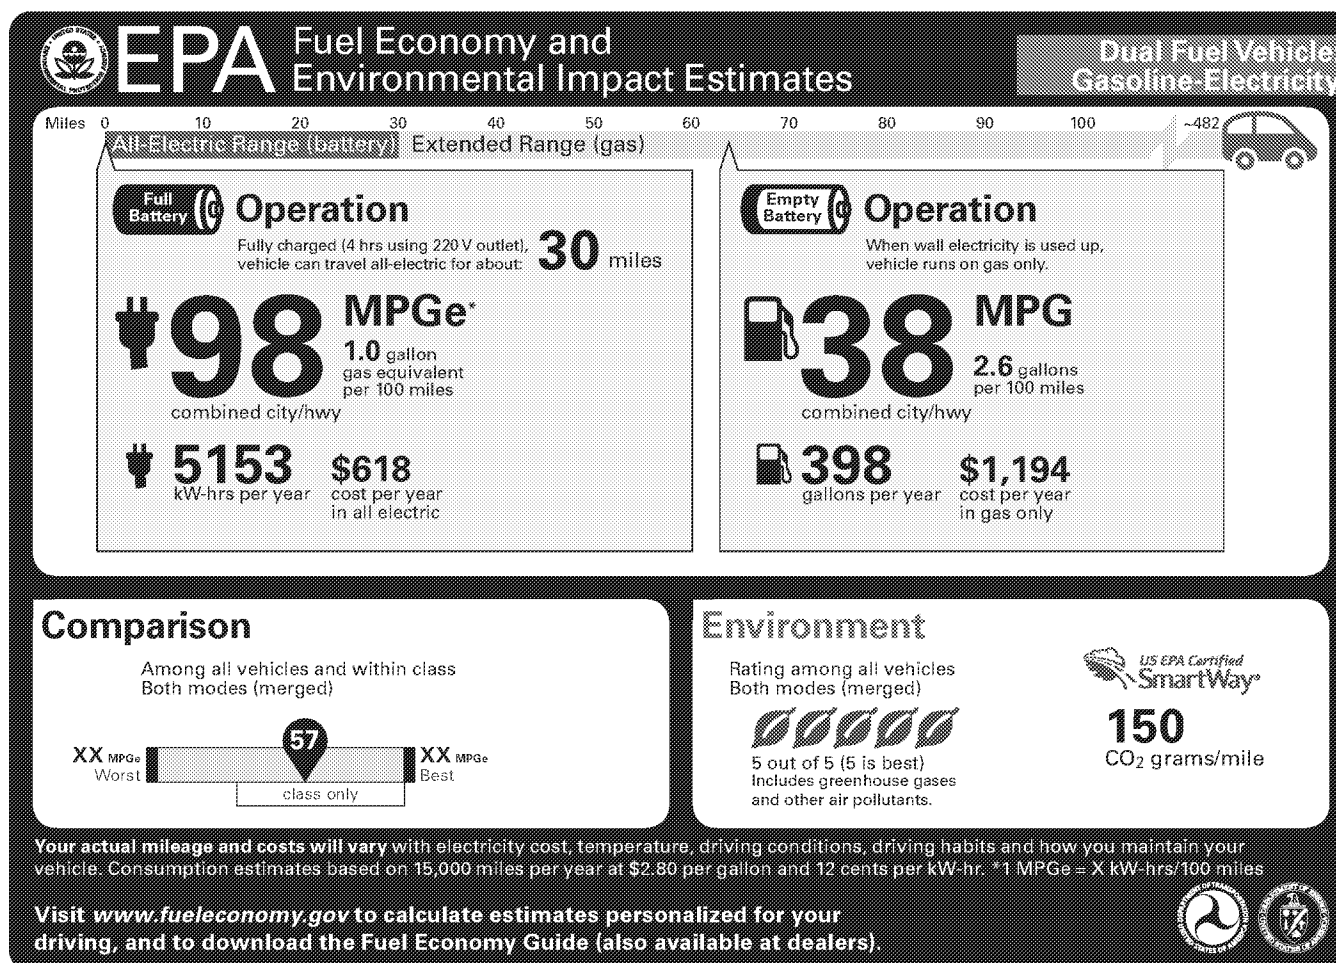 EPA Fuel Economy and
Environmental Impact Estimates
Dual Fuel Vehicle
Gasoline-Electricity
Miles 0 10 20 30 40 50 60 70 80 90 100 ~482
All-Electric Range (battery) Extended Range (gas)
Full
Battery
Operation
Fully charged (4 hrs using 220 V outlet),
vehicle can travel all-electric for about: 30 miles
98 MPGe*
1.0 gallon
gas equivalent
per 100 miles
combined city/hwy
5153
kW-hrs per year
$618
cost per year
in all electric
Empty
Battery
Operation
When wall electricity is used up,
vehicle runs on gas only.
38 MPG
2.6 gallons
per 100 miles
combined city/hwy
398
gallons per year
$1,194
cost per year
in gas only
Comparison
Among all vehicles and within class
Both modes (merged)
XX MPGe
Worst
57
XX MPGe
Best
class only
Environment
Rating among all vehicles
Both modes (merged)
5 out of 5 (5 is best)
Includes greenhouse gases
and other air pollutants.
US EPA Certified
SmartWay
150
CO2 grams/mile
Your actual mileage and costs will vary with electricity cost, temperature, driving conditions, driving habits and how you maintain your
vehicle. Consumption estimates based on 15,000 miles per year at $2.80 per gallon and 12 cents per kW-hr. *1 MPGe = X kW-hrs/100 miles
Visit www.fueleconomy.gov to calculate estimates personalized for your
driving, and to download the Fuel Economy Guide (also available at dealers).